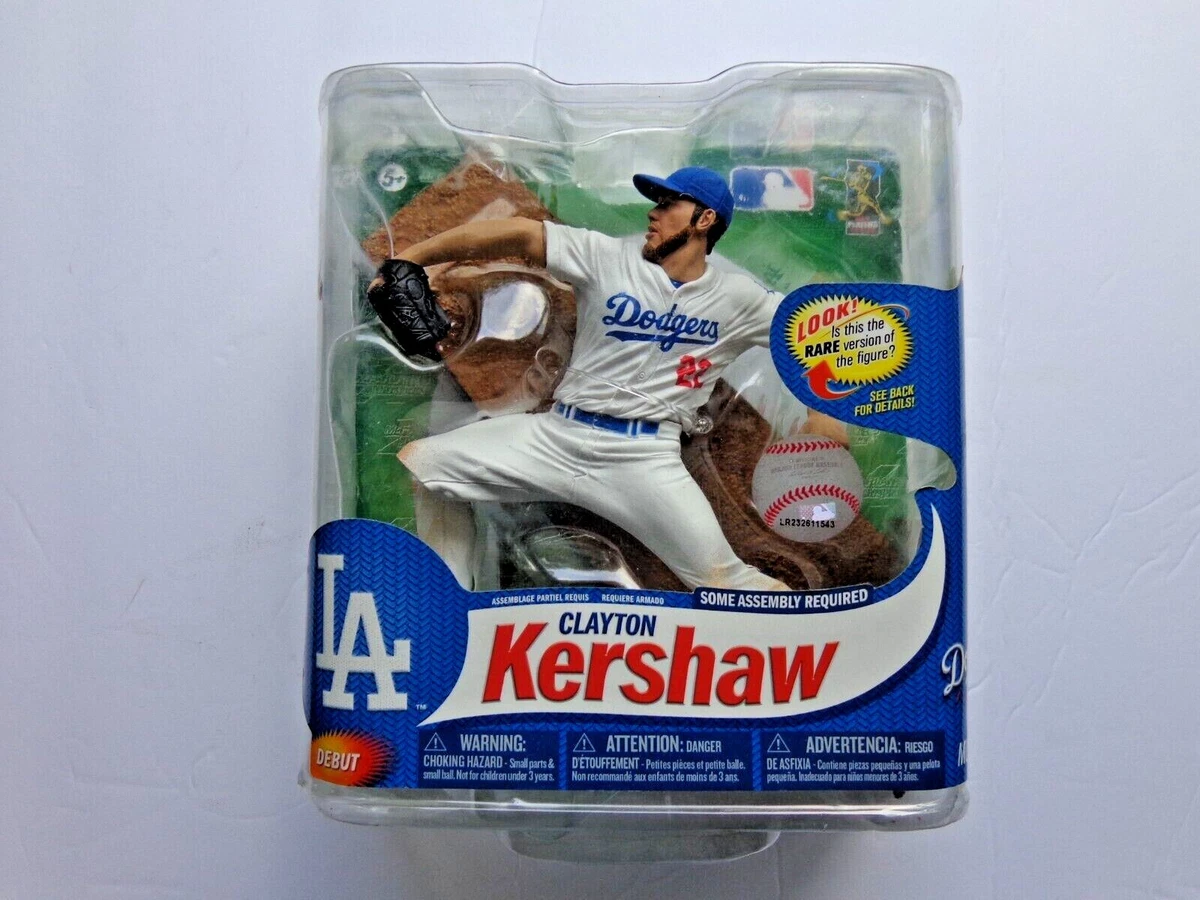 5+
LOOK!
Is this the
RARE version of
the figure?
SEE BACK
FOR DETAILS!
Dodgers
22
LR232611543
ASSEMBLAGE PARTIEL REQUIS REQUIERE ARMADO SOME ASSEMBLY REQUIRED
CLAYTON
Kershaw
LA
TM
DEBUT
WARNING:
CHOKING HAZARD - Small parts &
small ball. Not for children under 3 years.
ATTENTION: DANGER
D'ÉTOUFFEMENT - Petites pièces et petite balle.
Non recommandé aux enfants de moins de 3 ans.
ADVERTENCIA: RIESGO
DE ASFIXIA - Contiene piezas pequeñas y una pelota
pequeña. Inadecuado para niños menores de 3 años.